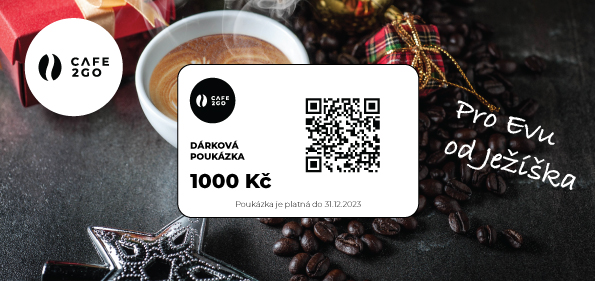 CAFE
2GO
CAFE
2GO
DÁRKOVÁ
POUKÁZKA
1000 Kč
Poukázka je platná do 31.12.2023
Pro Evu
od Ježíška